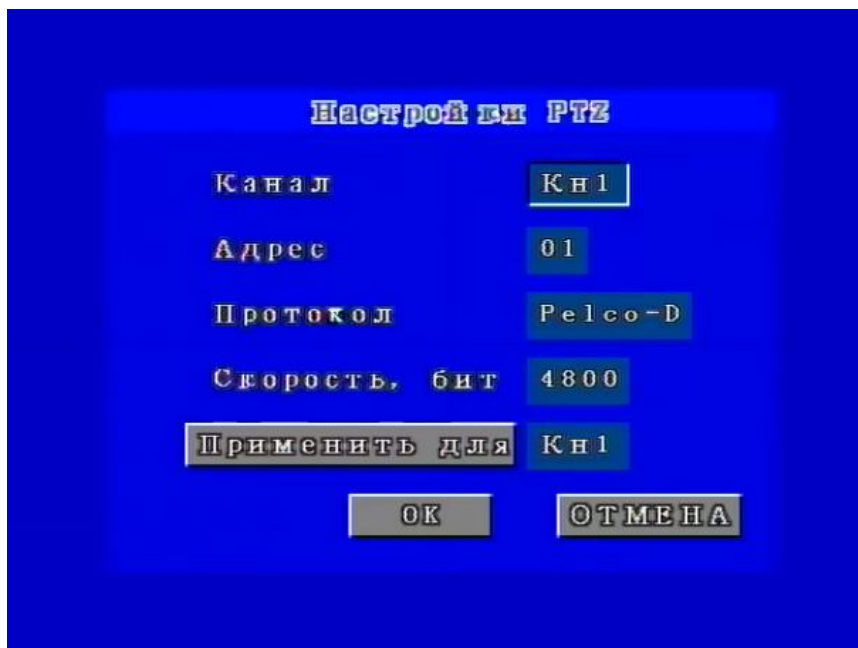 Настройки PTZ
Канал Кн1
Адрес 01
Протокол Pelco-D
Скорость, бит 4800
Применить для Кн1
OK ОТМЕНА